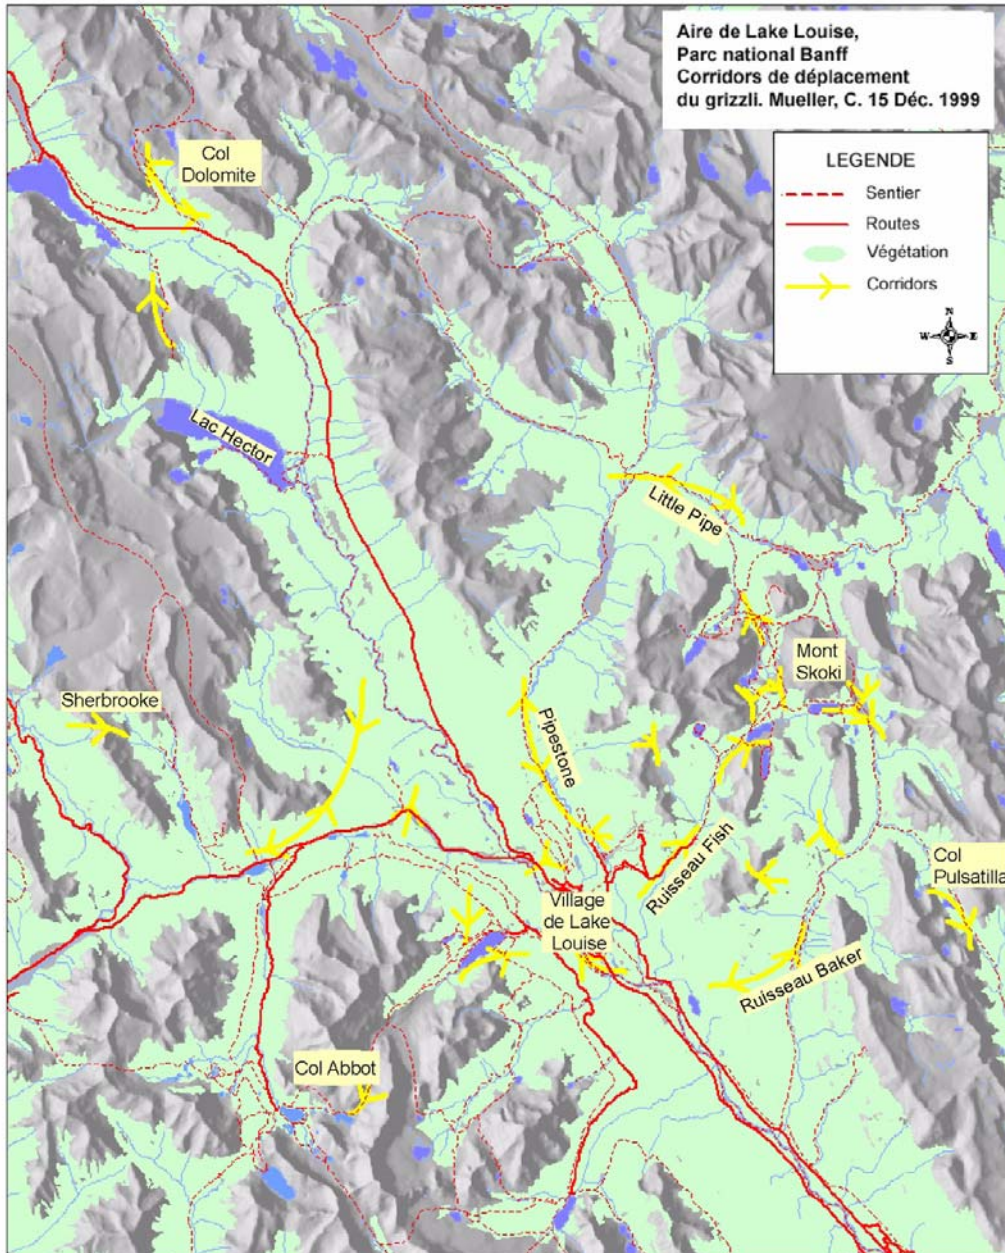 Aire de Lake Louise,
Parc national Banff
Corridors de déplacement
du grizzli. Mueller, C. 15 Déc. 1999
LEGENDE
Sentier
Routes
Végétation
Corridors
N
W E
S
Col
Dolomite
Lac Hector
Little Pipe
Mont
Skoki
Sherbrooke
Pipestone
Ruisseau Fish
Col
Pulsatilla
Village
de Lake
Louise
Ruisseau Baker
Col Abbot